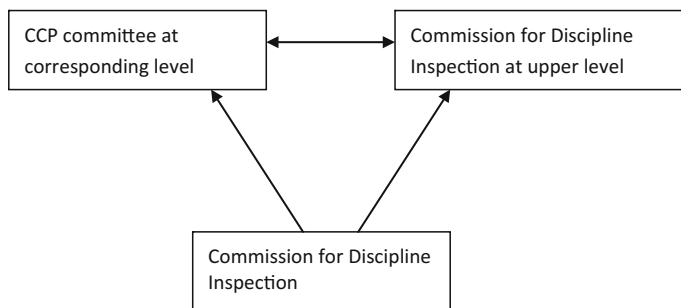 CCP committee at
corresponding level
Commission for Discipline
Inspection at upper level
Commission for Discipline
Inspection